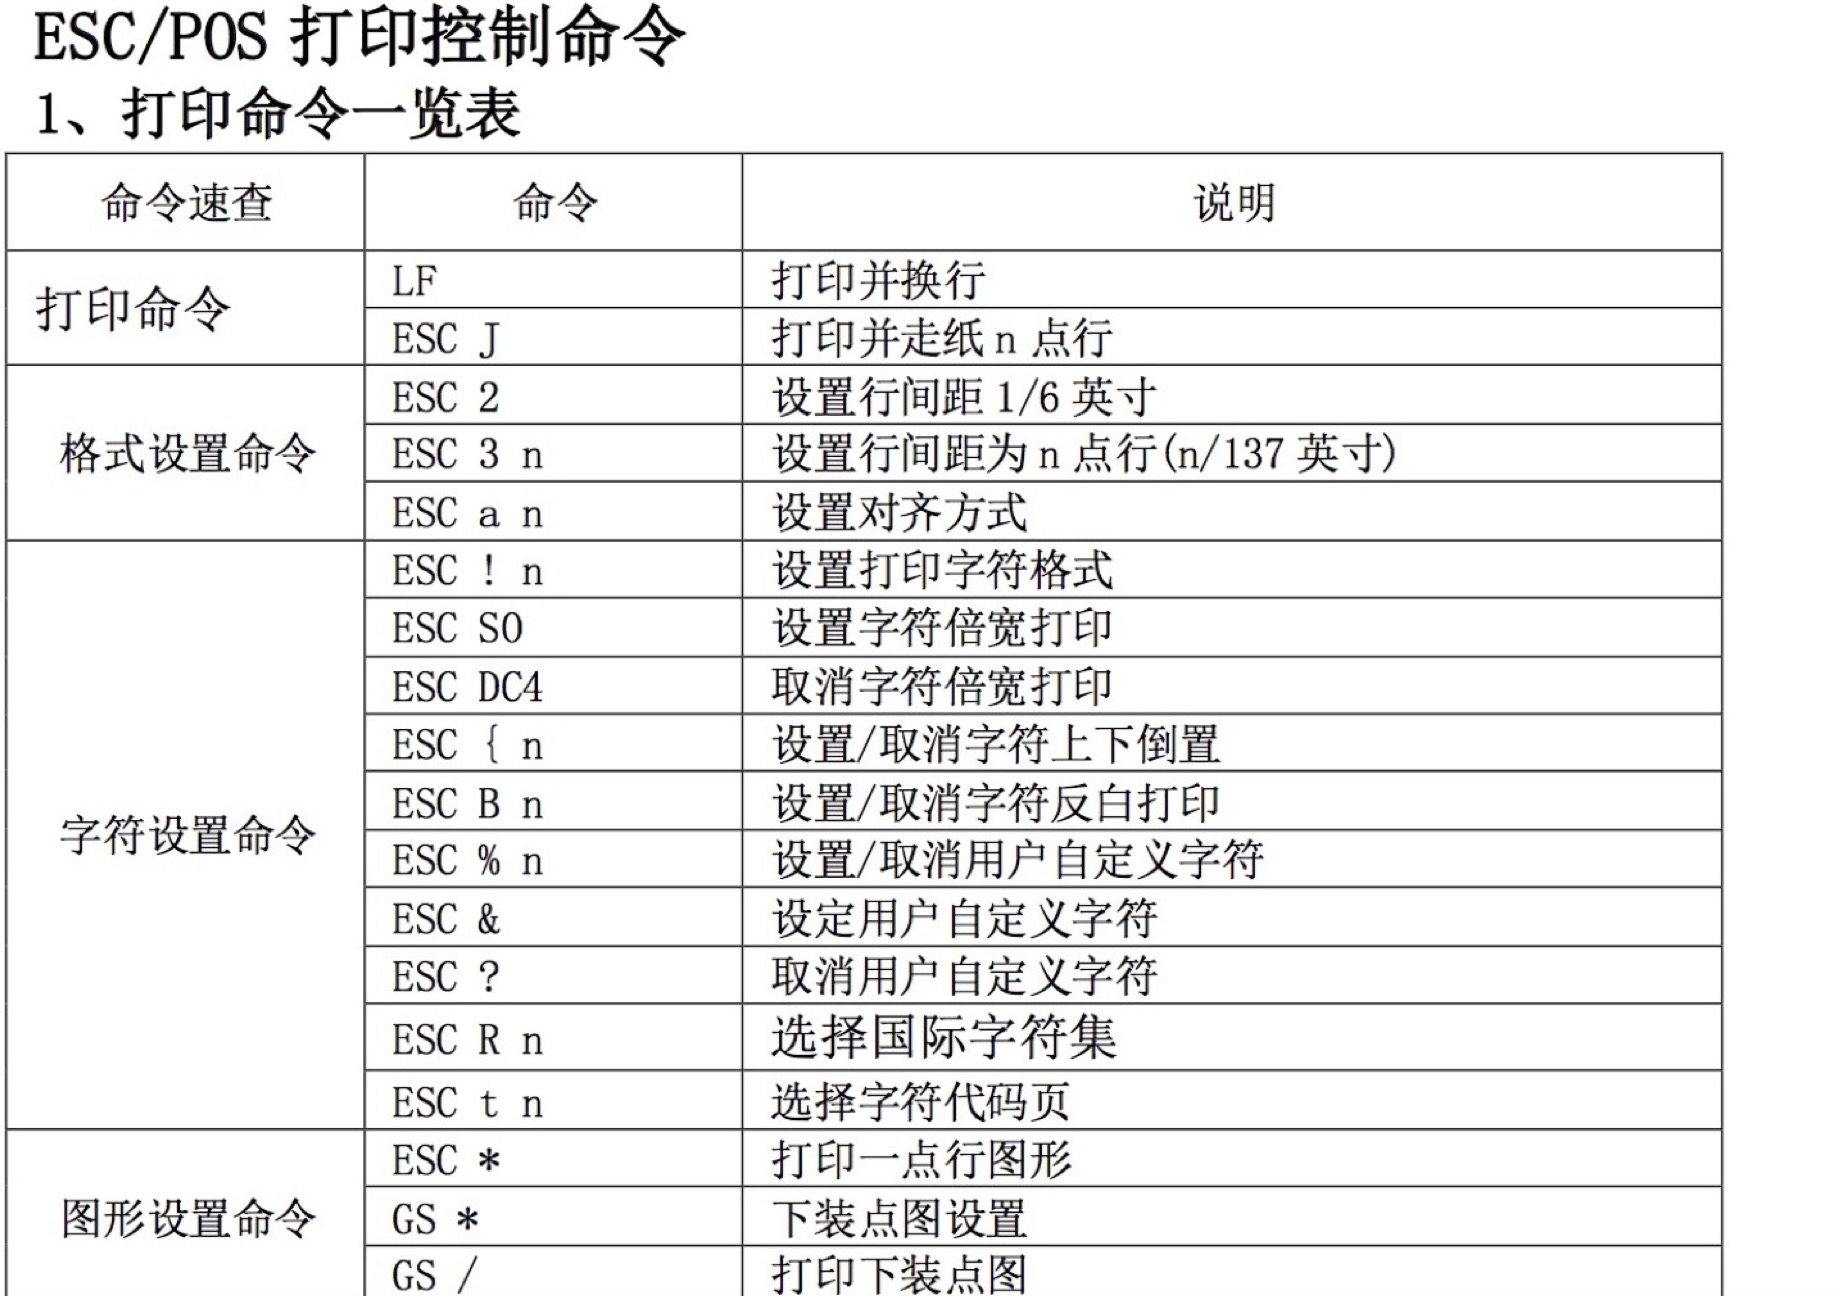 ESC/POS 打印控制命令
1、打印命令一览表
命令速查 命令 说明
打印命令
LF 打印并换行
ESC J 打印并走纸 n 点行
格式设置命令
ESC 2 设置行间距 1/6 英寸
ESC 3 n 设置行间距为 n 点行(n/137 英寸)
ESC a n 设置对齐方式
字符设置命令
ESC ! n 设置打印字符格式
ESC SO 设置字符倍宽打印
ESC DC4 取消字符倍宽打印
ESC { n 设置/取消字符上下倒置
ESC B n 设置/取消字符反白打印
ESC % n 设置/取消用户自定义字符
ESC & 设定用户自定义字符
ESC ? 取消用户自定义字符
ESC R n 选择国际字符集
ESC t n 选择字符代码页
图形设置命令
ESC * 打印一点行图形
GS * 下装点图设置
GS / 打印下装点图